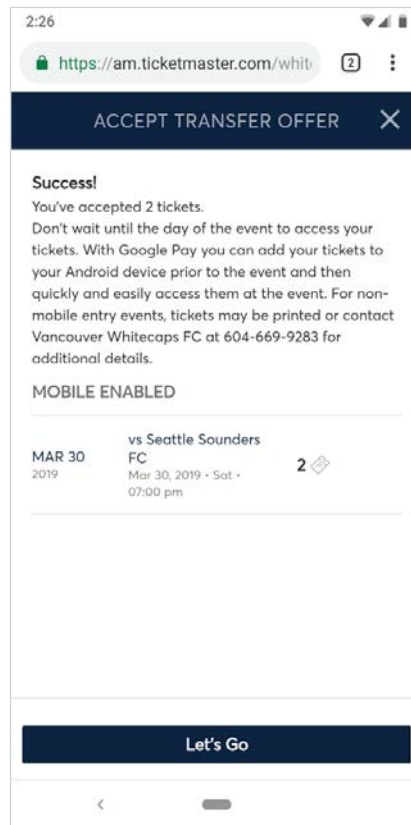 2:26
https://am.ticketmaster.com/whit
2
ACCEPT TRANSFER OFFER
Success!
You've accepted 2 tickets.
Don't wait until the day of the event to access your
tickets. With Google Pay you can add your tickets to
your Android device prior to the event and then
quickly and easily access them at the event. For non-
mobile entry events, tickets may be printed or contact
Vancouver Whitecaps FC at 604-669-9283 for
additional details.
MOBILE ENABLED
MAR 30
2019
vs Seattle Sounders
FC
Mar 30, 2019 • Sat •
07:00 pm
2
Let's Go